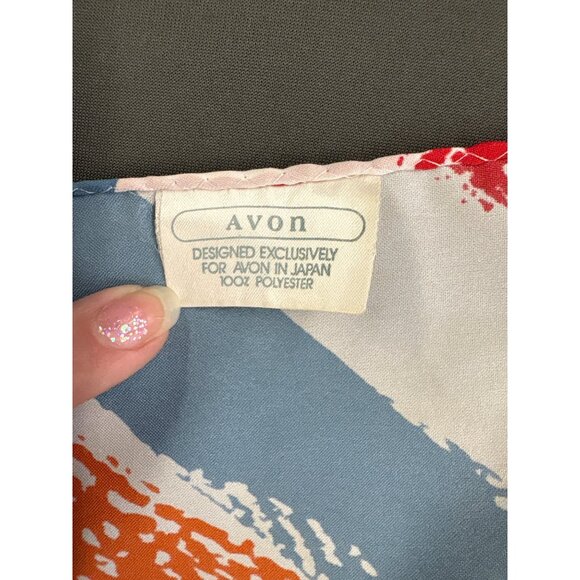 AVON
DESIGNED EXCLUSIVELY
FOR AVON IN JAPAN
100% POLYESTER